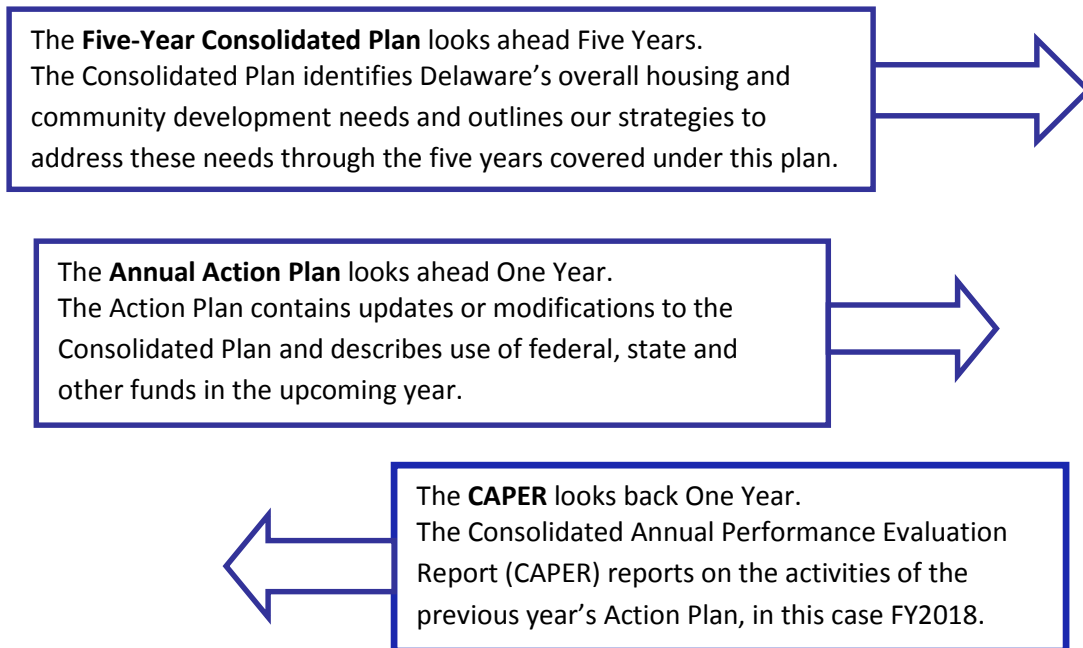 The Five-Year Consolidated Plan looks ahead Five Years.
The Consolidated Plan identifies Delaware’s overall housing and
community development needs and outlines our strategies to
address these needs through the five years covered under this plan.
The Annual Action Plan looks ahead One Year.
The Action Plan contains updates or modifications to the
Consolidated Plan and describes use of federal, state and
other funds in the upcoming year.
The CAPER looks back One Year.
The Consolidated Annual Performance Evaluation
Report (CAPER) reports on the activities of the
previous year’s Action Plan, in this case FY2018.